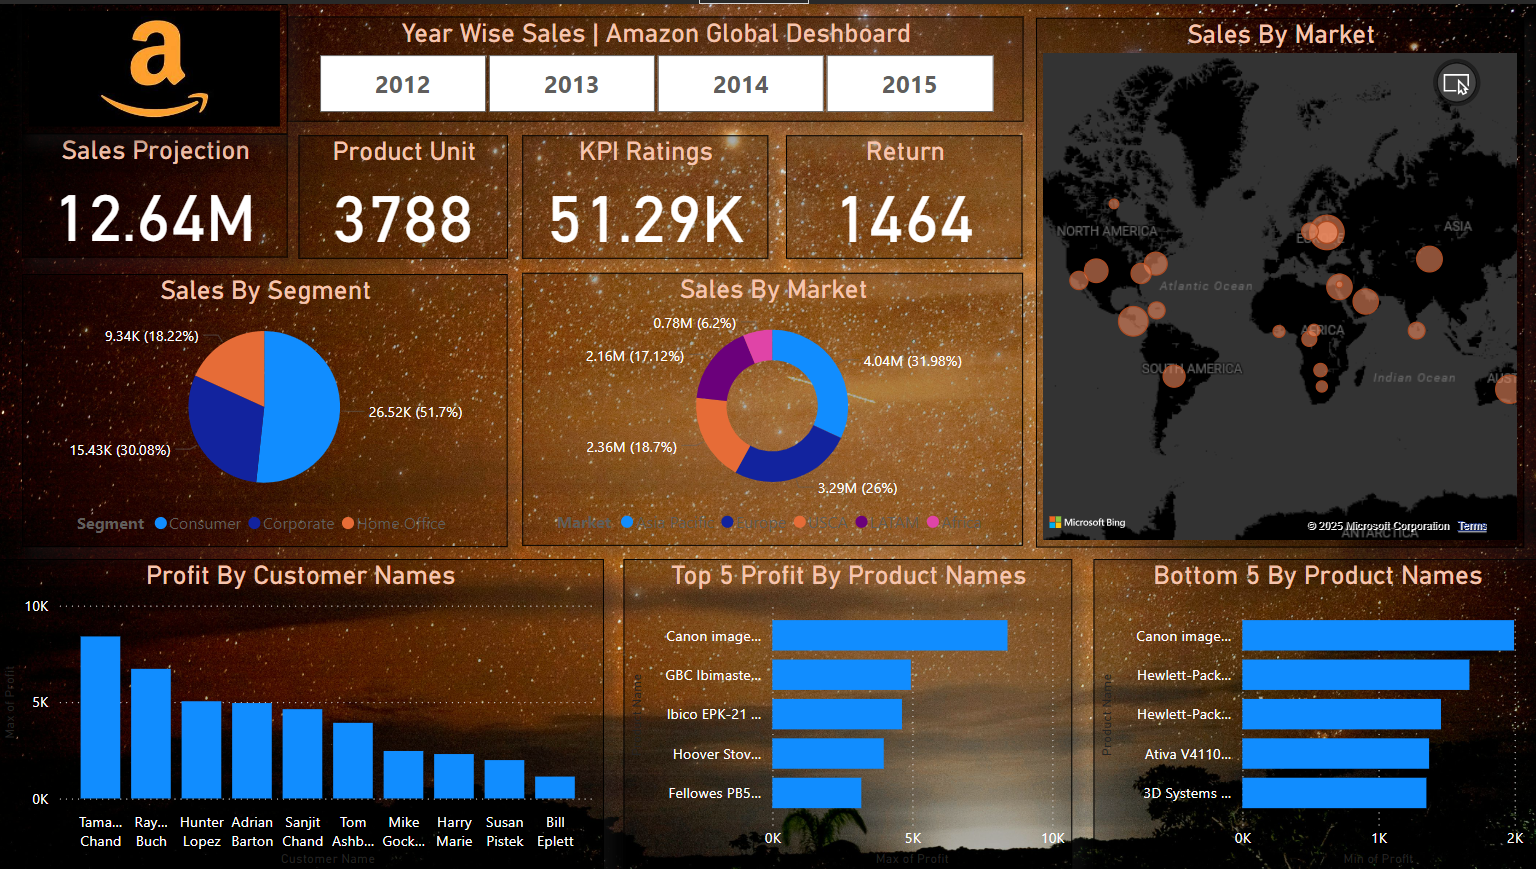 a
Year Wise Sales | Amazon Global Deshboard
2012
2013
2014
2015
Sales By Market
Sales Projection
12.64M
Product Unit
3788
KPI Ratings
51.29K
Return
1464
NORTH AMERICA
ASIA
Atlantic Ocean
AFRICA
SOUTH AMERICA
Indian Ocean
Microsoft Bing
© 2025 Microsoft Corporation Terms
ANTARCTICA
Sales By Segment
9.34K (18.22%)
26.52K (51.7%)
15.43K (30.08%)
Segment Consumer Corporate Home Office
Sales By Market
0.78M (6.2%)
2.16M (17.12%)
4.04M (31.98%)
2.36M (18.7%)
3.29M (26%)
Market
Profit By Customer Names
10K
5K
0K
Max of Profit
Tama... Chand
Ray... Buch
Hunter Lopez
Adrian Barton
Sanjit Chand
Tom Ashb...
Mike Gock...
Harry Marie
Susan Pistek
Bill Eplett
Customer Name
Top 5 Profit By Product Names
Canon image...
GBC Ibimaste...
Ibico EPK-21 ...
Hoover Stov...
Fellowes PB5...
0K 5K 10K
Max of Profit
Bottom 5 By Product Names
Product Name
Canon image...
Hewlett-Pack...
Hewlett-Pack...
Ativa V4110...
3D Systems ...
0K 1K 2K
Min of Profit